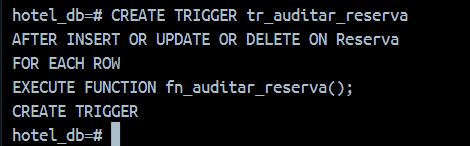 hotel_db=# CREATE TRIGGER tr_auditar_reserva
AFTER INSERT OR UPDATE OR DELETE ON Reserva
FOR EACH ROW
EXECUTE FUNCTION fn_auditar_reserva();
CREATE TRIGGER
hotel_db=#